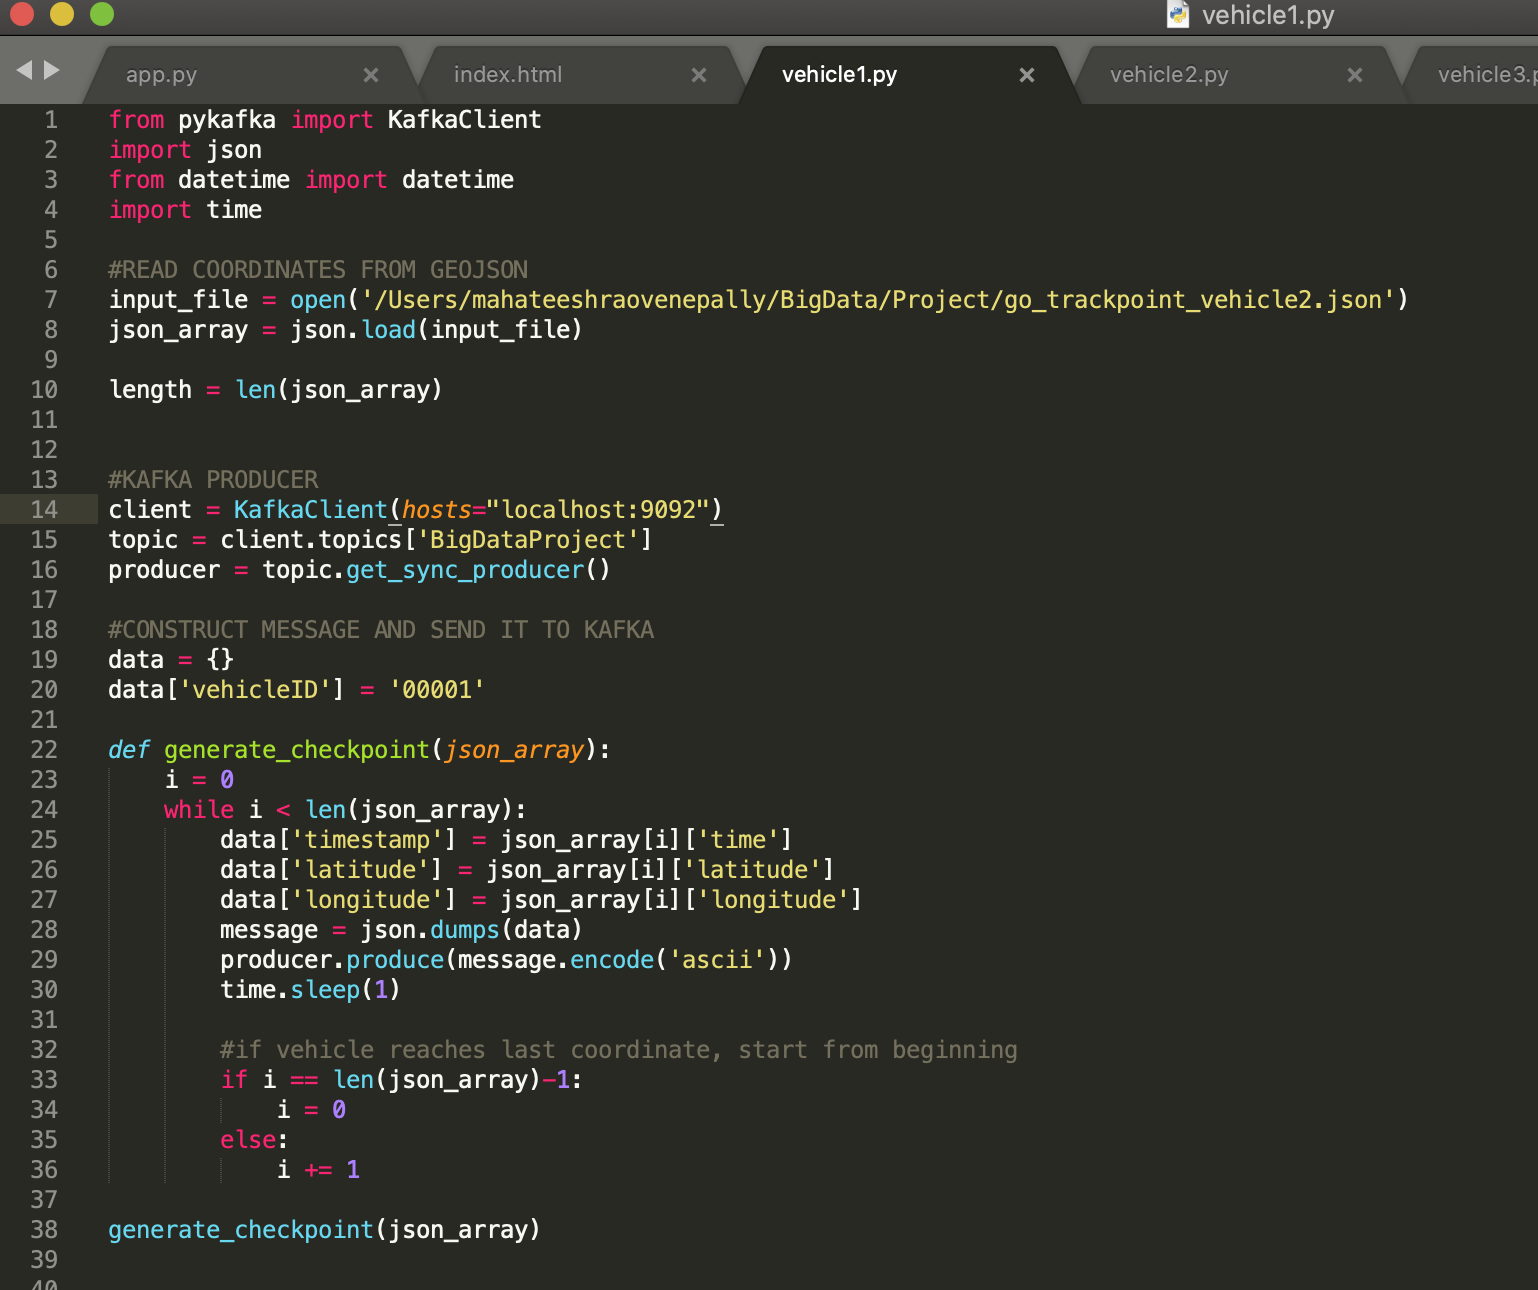 vehicle1.py
app.py
index.html
vehicle1.py
vehicle2.py
vehicle3.p
1 from pykafka import KafkaClient
2 import json
3 from datetime import datetime
4 import time
5
6 #READ COORDINATES FROM GEOJSON
7 input_file = open('/Users/mahateeshraovenepally/BigData/Project/go_trackpoint_vehicle2.json')
8 json_array = json.load(input_file)
9
10 length = len(json_array)
11
12
13 #KAFKA PRODUCER
14 client = KafkaClient(hosts="localhost:9092")
15 topic = client.topics['BigDataProject']
16 producer = topic.get_sync_producer()
17
18 #CONSTRUCT MESSAGE AND SEND IT TO KAFKA
19 data = {}
20 data['vehicleID'] = '00001'
21
22 def generate_checkpoint(json_array):
23     i = 0
24     while i < len(json_array):
25         data['timestamp'] = json_array[i]['time']
26         data['latitude'] = json_array[i]['latitude']
27         data['longitude'] = json_array[i]['longitude']
28         message = json.dumps(data)
29         producer.produce(message.encode('ascii'))
30         time.sleep(1)
31
32         #if vehicle reaches last coordinate, start from beginning
33         if i == len(json_array)-1:
34             i = 0
35         else:
36             i += 1
37
38 generate_checkpoint(json_array)
39
40